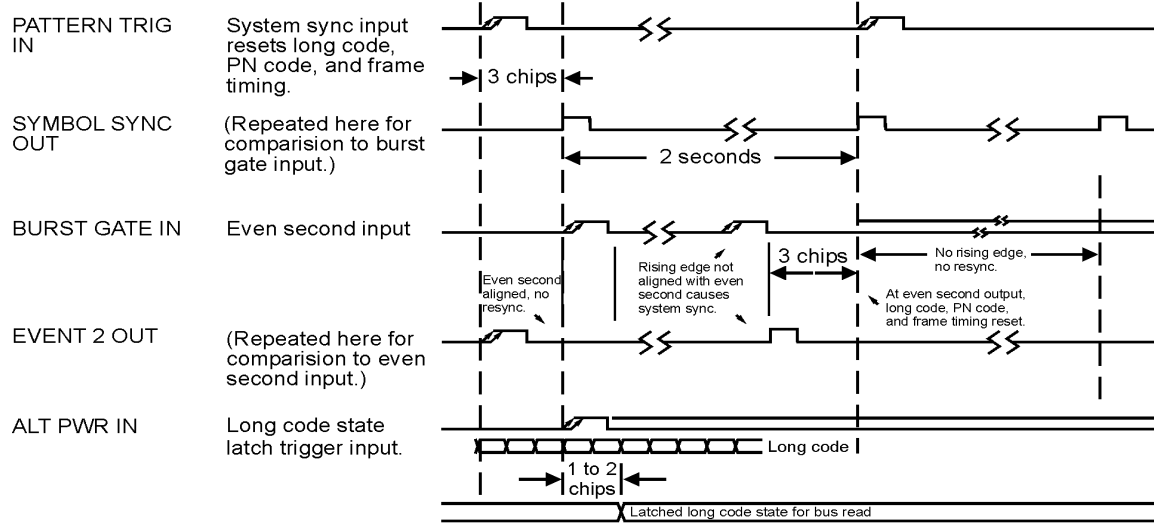 PATTERN TRIG
IN
System sync input
resets long code,
PN code, and frame
timing.
3 chips
SYMBOL SYNC
OUT
(Repeated here for
comparision to burst
gate input.)
2 seconds
BURST GATE IN
Even second input
Even second
aligned, no
resync.
Rising edge not
aligned with even
second causes
system sync.
3 chips
No rising edge,
no resync.
At even second output,
long code, PN code,
and frame timing reset.
EVENT 2 OUT
(Repeated here for
comparision to even
second input.)
ALT PWR IN
Long code state
latch trigger input.
Long code
1 to 2
chips
Latched long code state for bus read